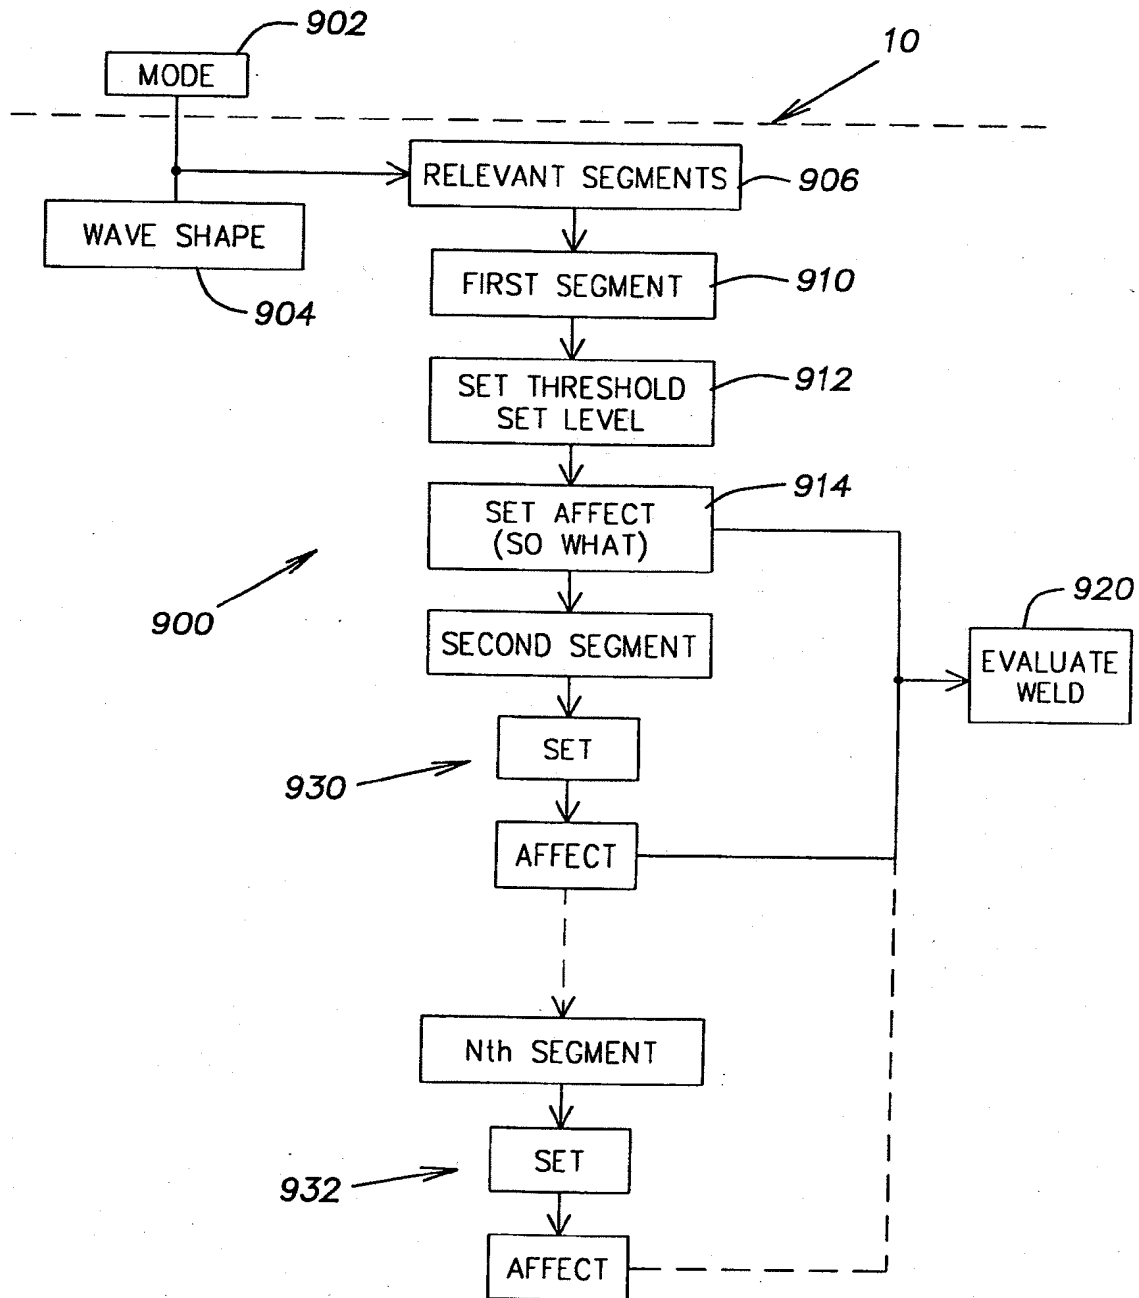 902
10
MODE
RELEVANT SEGMENTS
906
WAVE SHAPE
904
FIRST SEGMENT
910
SET THRESHOLD
SET LEVEL
912
SET AFFECT
(SO WHAT)
914
900
SECOND SEGMENT
920
EVALUATE
WELD
SET
930
AFFECT
Nth SEGMENT
SET
932
AFFECT